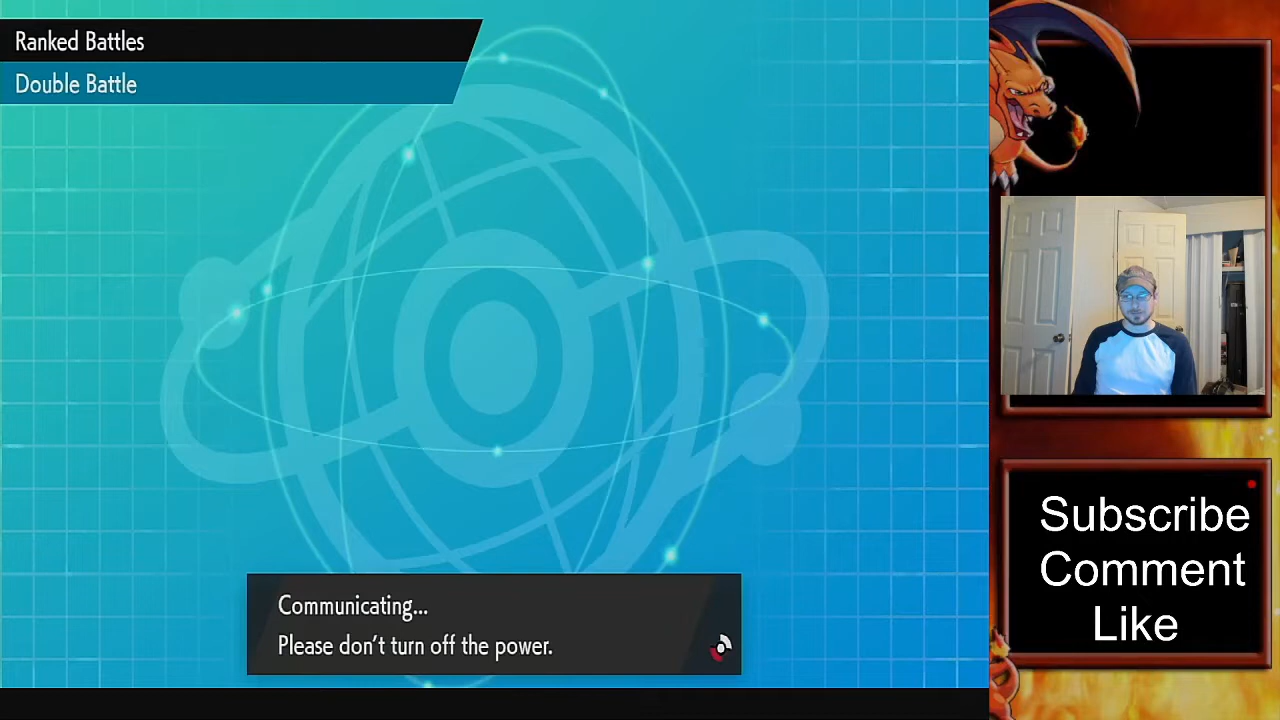 Ranked Battles
Double Battle
Communicating...
Please don't turn off the power.
Subscribe
Comment
Like